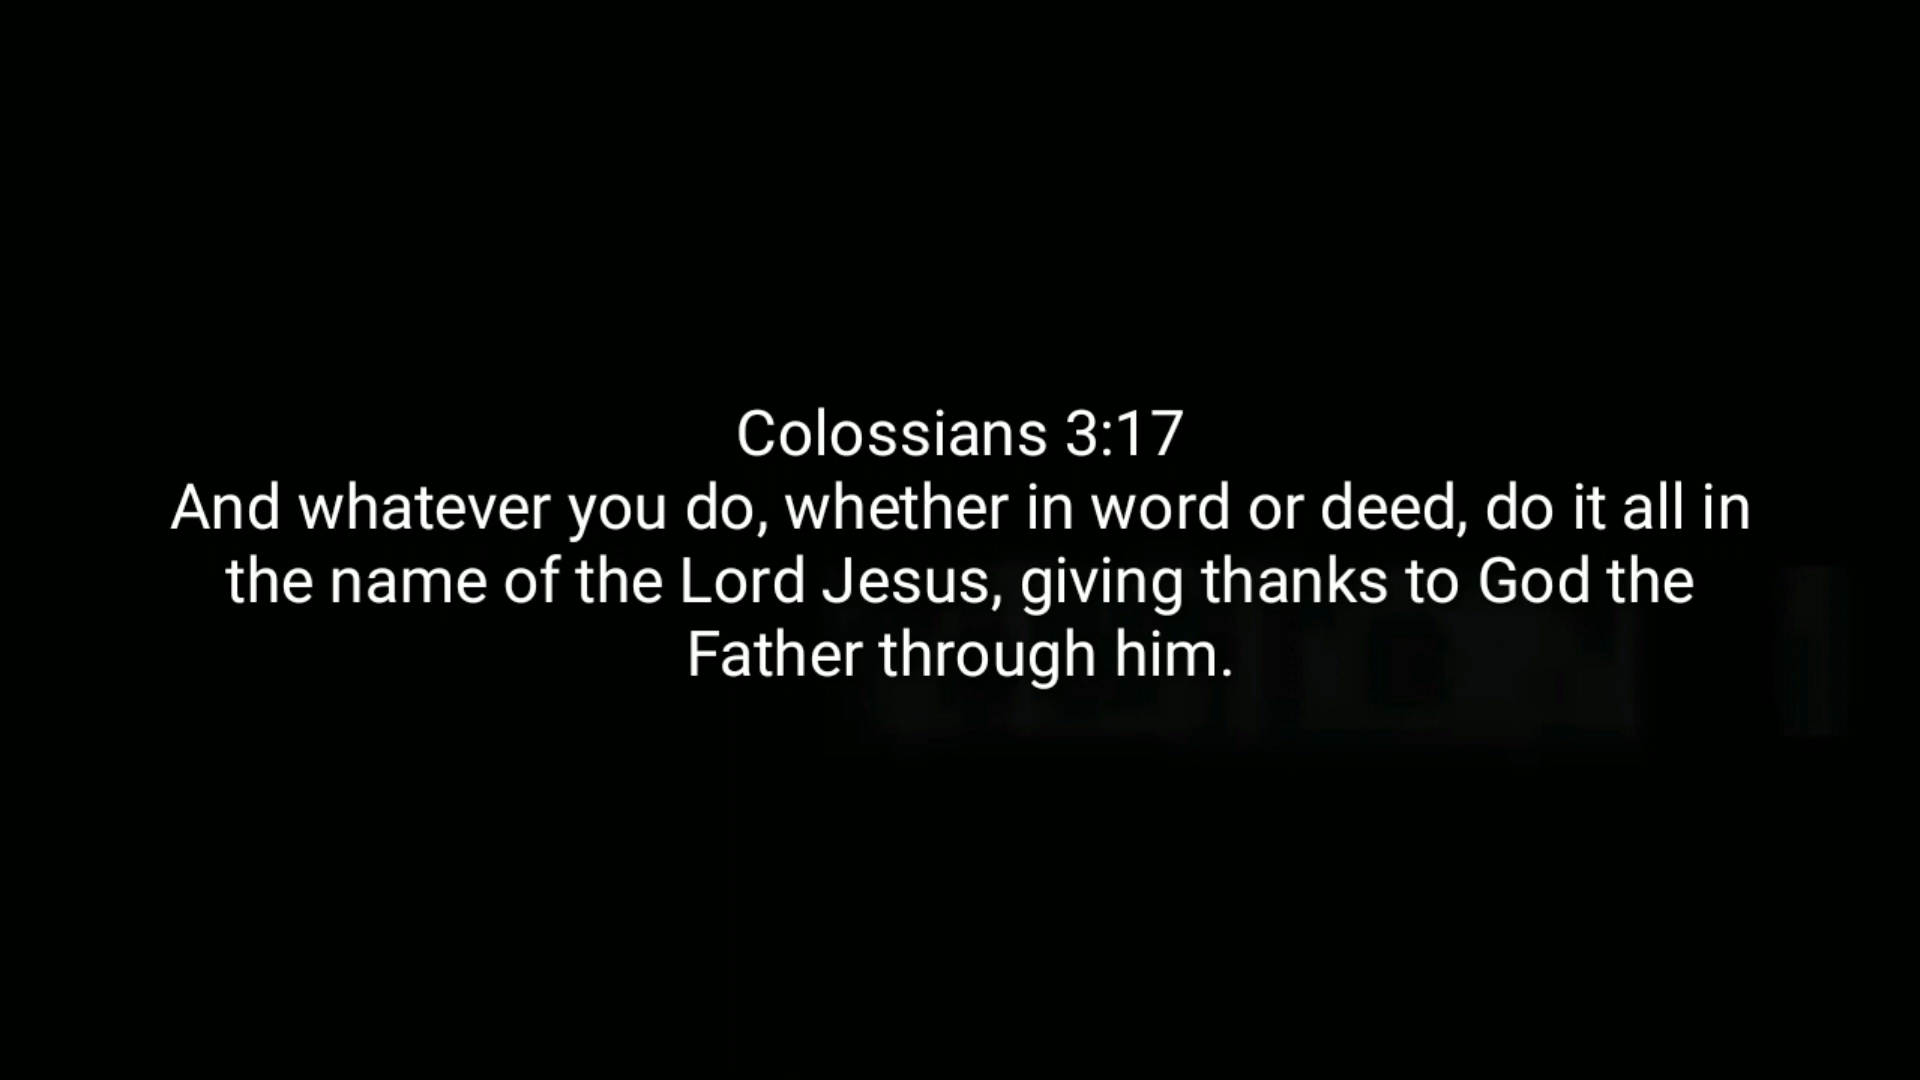 Colossians 3:17
And whatever you do, whether in word or deed, do it all in
the name of the Lord Jesus, giving thanks to God the
Father through him.